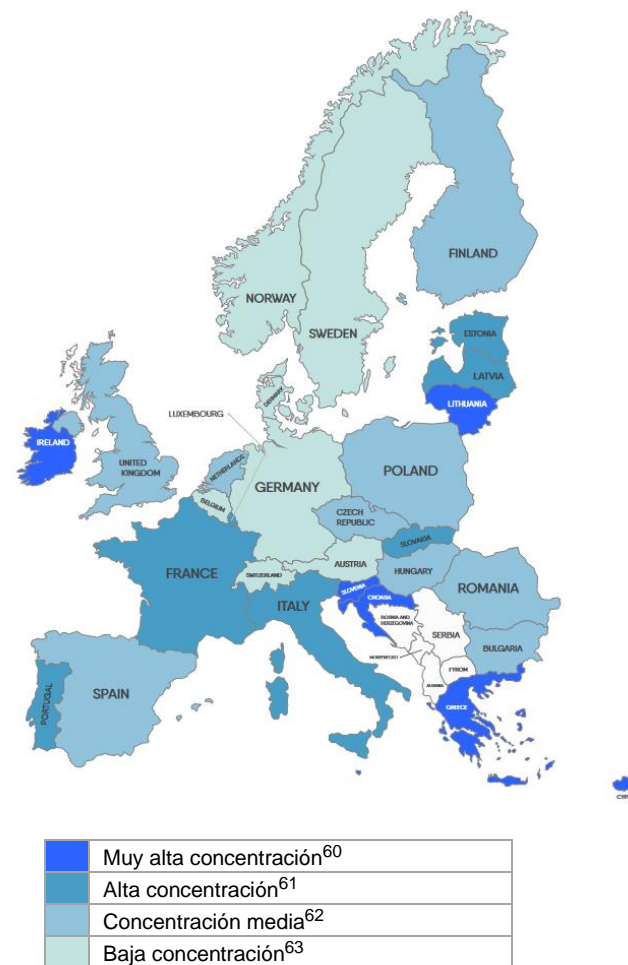 FINLAND
NORWAY
SWEDEN
ESTONIA
LATVIA
LITHUANIA
DENMARK
LUXEMBOURG
IRELAND
UNITED
KINGDOM
NETHERLANDS
POLAND
BELGIUM
GERMANY
CZECH
REPUBLIC
SLOVAKIA
FRANCE
AUSTRIA
SWITZERLAND
HUNGARY
ITALY
SLOVENIA
CROATIA
ROMANIA
BOSNIA AND
HERZEGOVINA
SERBIA
MONTENEGRO
BULGARIA
FYROM
ALBANIA
PORTUGAL
SPAIN
GREECE
Muy alta concentración60
Alta concentración61
Concentración media62
Baja concentración63